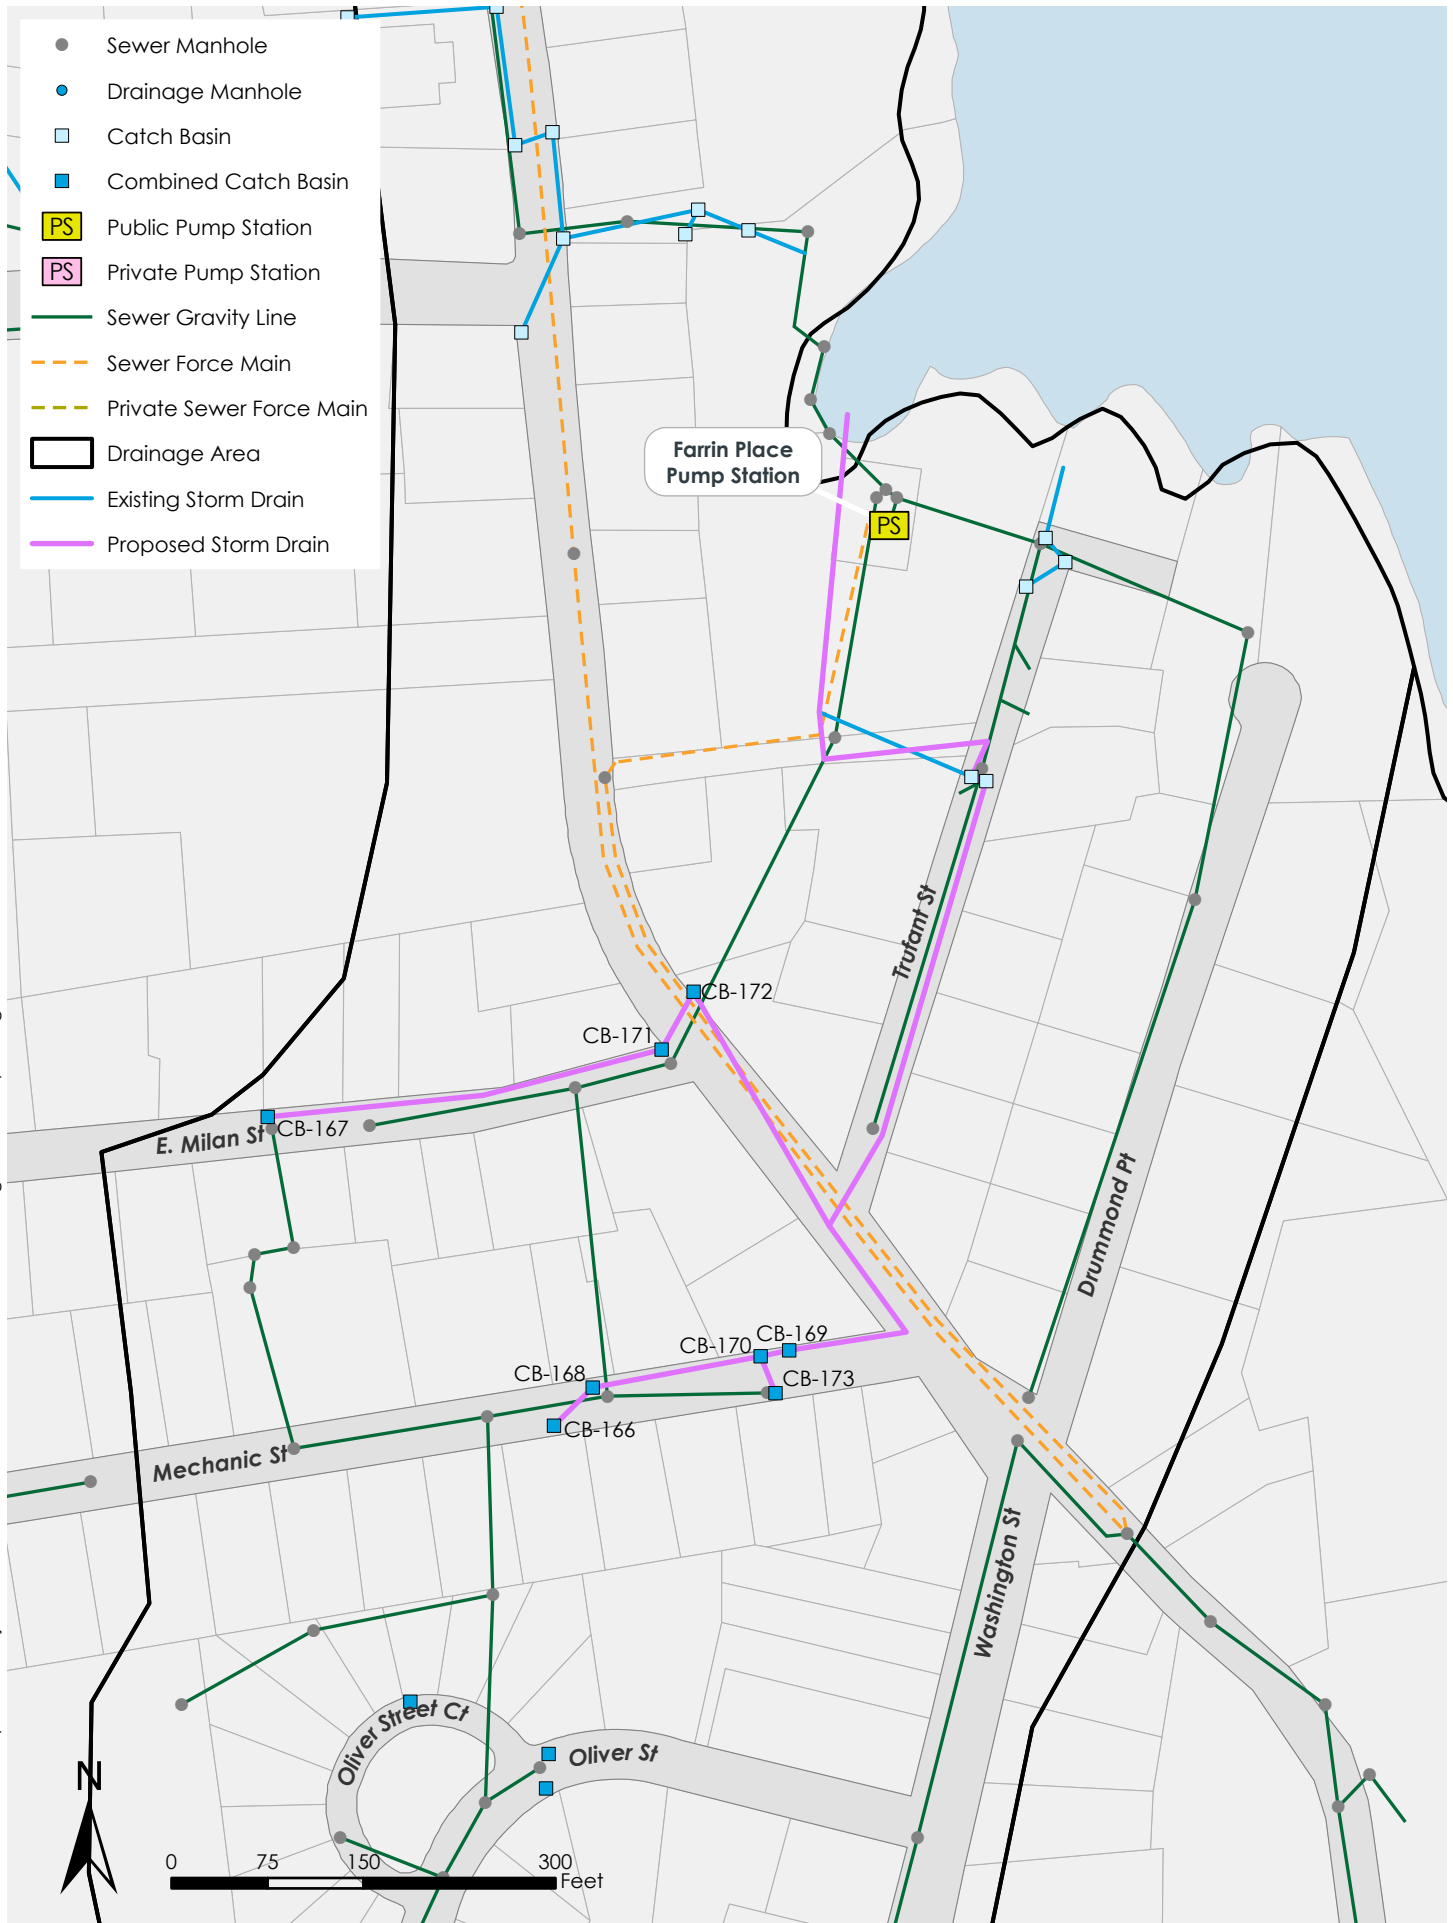 Sewer Manhole
Drainage Manhole
Catch Basin
Combined Catch Basin
PS Public Pump Station
PS Private Pump Station
Sewer Gravity Line
Sewer Force Main
Private Sewer Force Main
Drainage Area
Existing Storm Drain
Proposed Storm Drain
Farrin Place
Pump Station
PS
Trufant St
CB-172
CB-171
CB-167
E. Milan St
Drummond Pt
CB-169
CB-170
CB-168
CB-173
CB-166
Mechanic St
Washington St
Oliver Street Ct
Oliver St
N
0 75 150 300
Feet